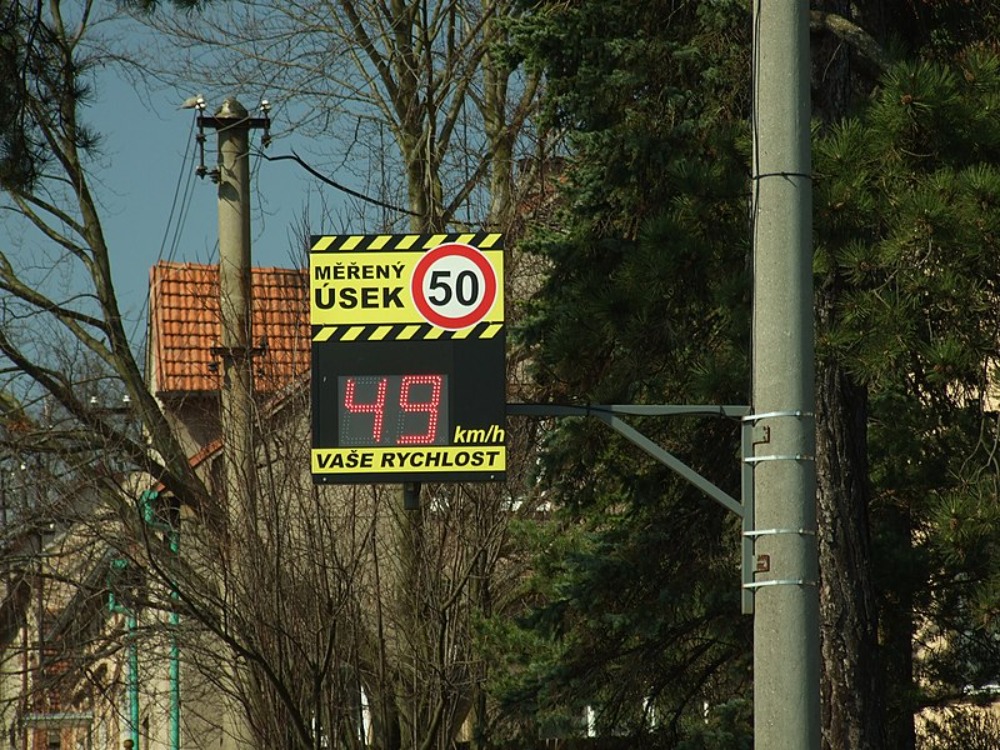 MĚŘENÝ
ÚSEK
50
49
km/h
VAŠE RYCHLOST